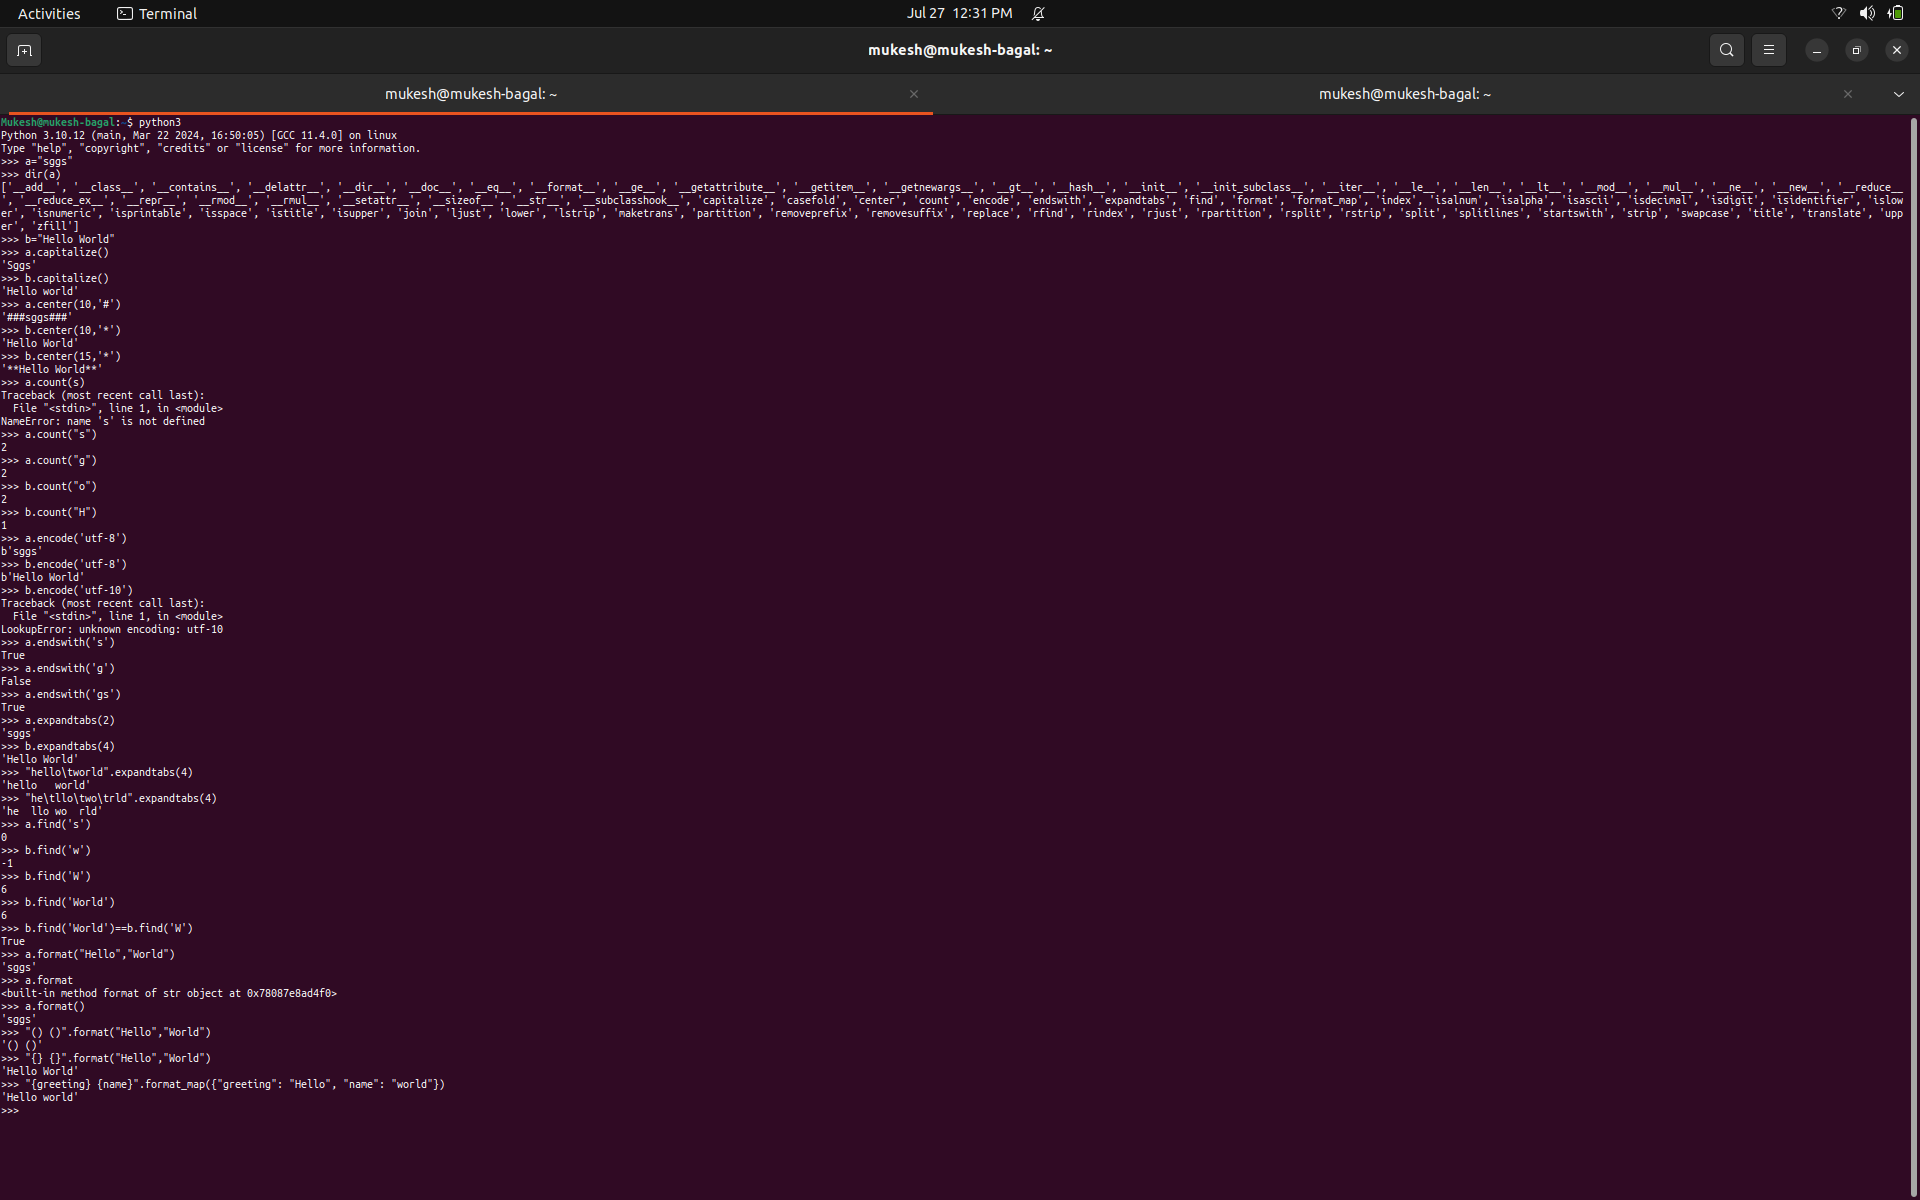 Activities
Terminal
Jul 27 12:31 PM
mukesh@mukesh-bagal: ~
mukesh@mukesh-bagal: ~
mukesh@mukesh-bagal: ~
Mukesh@mukesh-bagal:~$ python3
Python 3.10.12 (main, Mar 22 2024, 16:50:05) [GCC 11.4.0] on linux
Type "help", "copyright", "credits" or "license" for more information.
>>> a="sggs"
>>> dir(a)
['__add__', '__class__', '__contains__', '__delattr__', '__dir__', '__doc__', '__eq__', '__format__', '__ge__', '__getattribute__', '__getitem__', '__getnewargs__', '__gt__', '__hash__', '__init__', '__init_subclass__', '__iter__', '__le__', '__len__', '__lt__', '__mod__', '__mul__', '__ne__', '__new__', '__reduce__
', '__reduce_ex__', '__repr__', '__rmod__', '__rmul__', '__setattr__', '__sizeof__', '__str__', '__subclasshook__', 'capitalize', 'casefold', 'center', 'count', 'encode', 'endswith', 'expandtabs', 'find', 'format', 'format_map', 'index', 'isalnum', 'isalpha', 'isascii', 'isdecimal', 'isdigit', 'isidentifier', 'islow
er', 'isnumeric', 'isprintable', 'isspace', 'istitle', 'isupper', 'join', 'ljust', 'lower', 'lstrip', 'maketrans', 'partition', 'removeprefix', 'removesuffix', 'replace', 'rfind', 'rindex', 'rjust', 'rpartition', 'rsplit', 'rstrip', 'split', 'splitlines', 'startswith', 'strip', 'swapcase', 'title', 'translate', 'upp
er', 'zfill']
>>> b="Hello World"
>>> a.capitalize()
'Sggs'
>>> b.capitalize()
'Hello world'
>>> a.center(10,'#')
'###sggs###'
>>> b.center(10,'*')
'Hello World'
>>> b.center(15,'*')
'**Hello World**'
>>> a.count(s)
Traceback (most recent call last):
  File "<stdin>", line 1, in <module>
NameError: name 's' is not defined
>>> a.count("s")
2
>>> a.count("g")
2
>>> b.count("o")
2
>>> b.count("H")
1
>>> a.encode('utf-8')
b'sggs'
>>> b.encode('utf-8')
b'Hello World'
>>> b.encode('utf-10')
Traceback (most recent call last):
  File "<stdin>", line 1, in <module>
LookupError: unknown encoding: utf-10
>>> a.endswith('s')
True
>>> a.endswith('g')
False
>>> a.endswith('gs')
True
>>> a.expandtabs(2)
'sggs'
>>> b.expandtabs(4)
'Hello World'
>>> "hello\tworld".expandtabs(4)
'hello   world'
>>> "he\tllo\two\trld".expandtabs(4)
'he  llo wo  rld'
>>> a.find('s')
0
>>> b.find('w')
-1
>>> b.find('W')
6
>>> b.find('World')
6
>>> b.find('World')==b.find('W')
True
>>> a.format("Hello","World")
'sggs'
>>> a.format
<built-in method format of str object at 0x78087e8ad4f0>
>>> a.format()
'sggs'
>>> "() ()".format("Hello","World")
'() ()'
>>> "{} {}".format("Hello","World")
'Hello World'
>>> "{greeting} {name}".format_map({"greeting": "Hello", "name": "world"})
'Hello world'
>>>